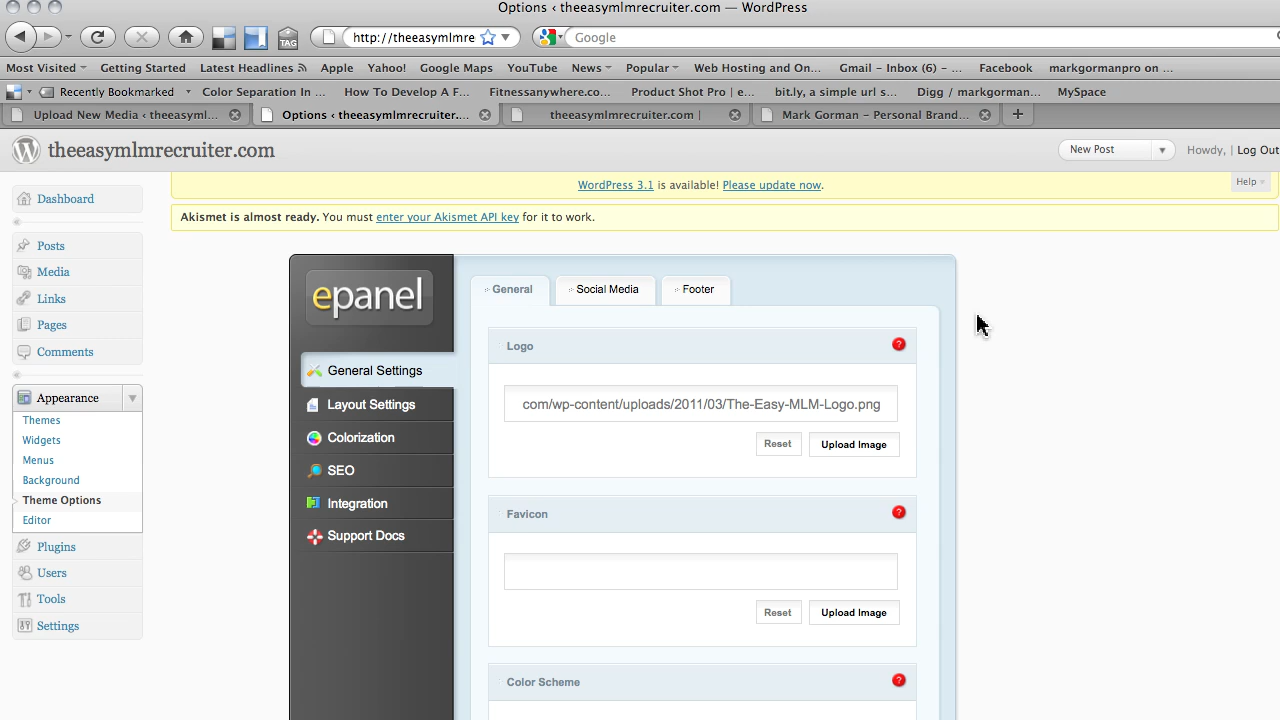 Options ‹ theeasymlmrecruiter.com — WordPress
TAG
http://theeasymlmre
Google
Most Visited
Getting Started
Latest Headlines
Apple
Yahoo!
Google Maps
YouTube
News
Popular
Web Hosting and On...
Gmail – Inbox (6) – ...
Facebook
markgormanpro on ...
Recently Bookmarked
Color Separation In ...
How To Develop A F...
Fitnessanywhere.co...
Product Shot Pro | e...
bit.ly, a simple url s...
Digg / markgorman...
MySpace
Upload New Media ‹ theeasyml...
Options ‹ theeasymlmrecruiter....
theeasymlmrecruiter.com |
Mark Gorman – Personal Brand...
theeasymlmrecruiter.com
New Post
Howdy, | Log Out
WordPress 3.1 is available! Please update now.
Help
Akismet is almost ready. You must enter your Akismet API key for it to work.
Dashboard
Posts
Media
Links
Pages
Comments
Appearance
Themes
Widgets
Menus
Background
Theme Options
Editor
Plugins
Users
Tools
Settings
epanel
General Settings
Layout Settings
Colorization
SEO
Integration
Support Docs
General
Social Media
Footer
Logo
?
com/wp-content/uploads/2011/03/The-Easy-MLM-Logo.png
Reset
Upload Image
Favicon
?
Reset
Upload Image
Color Scheme
?